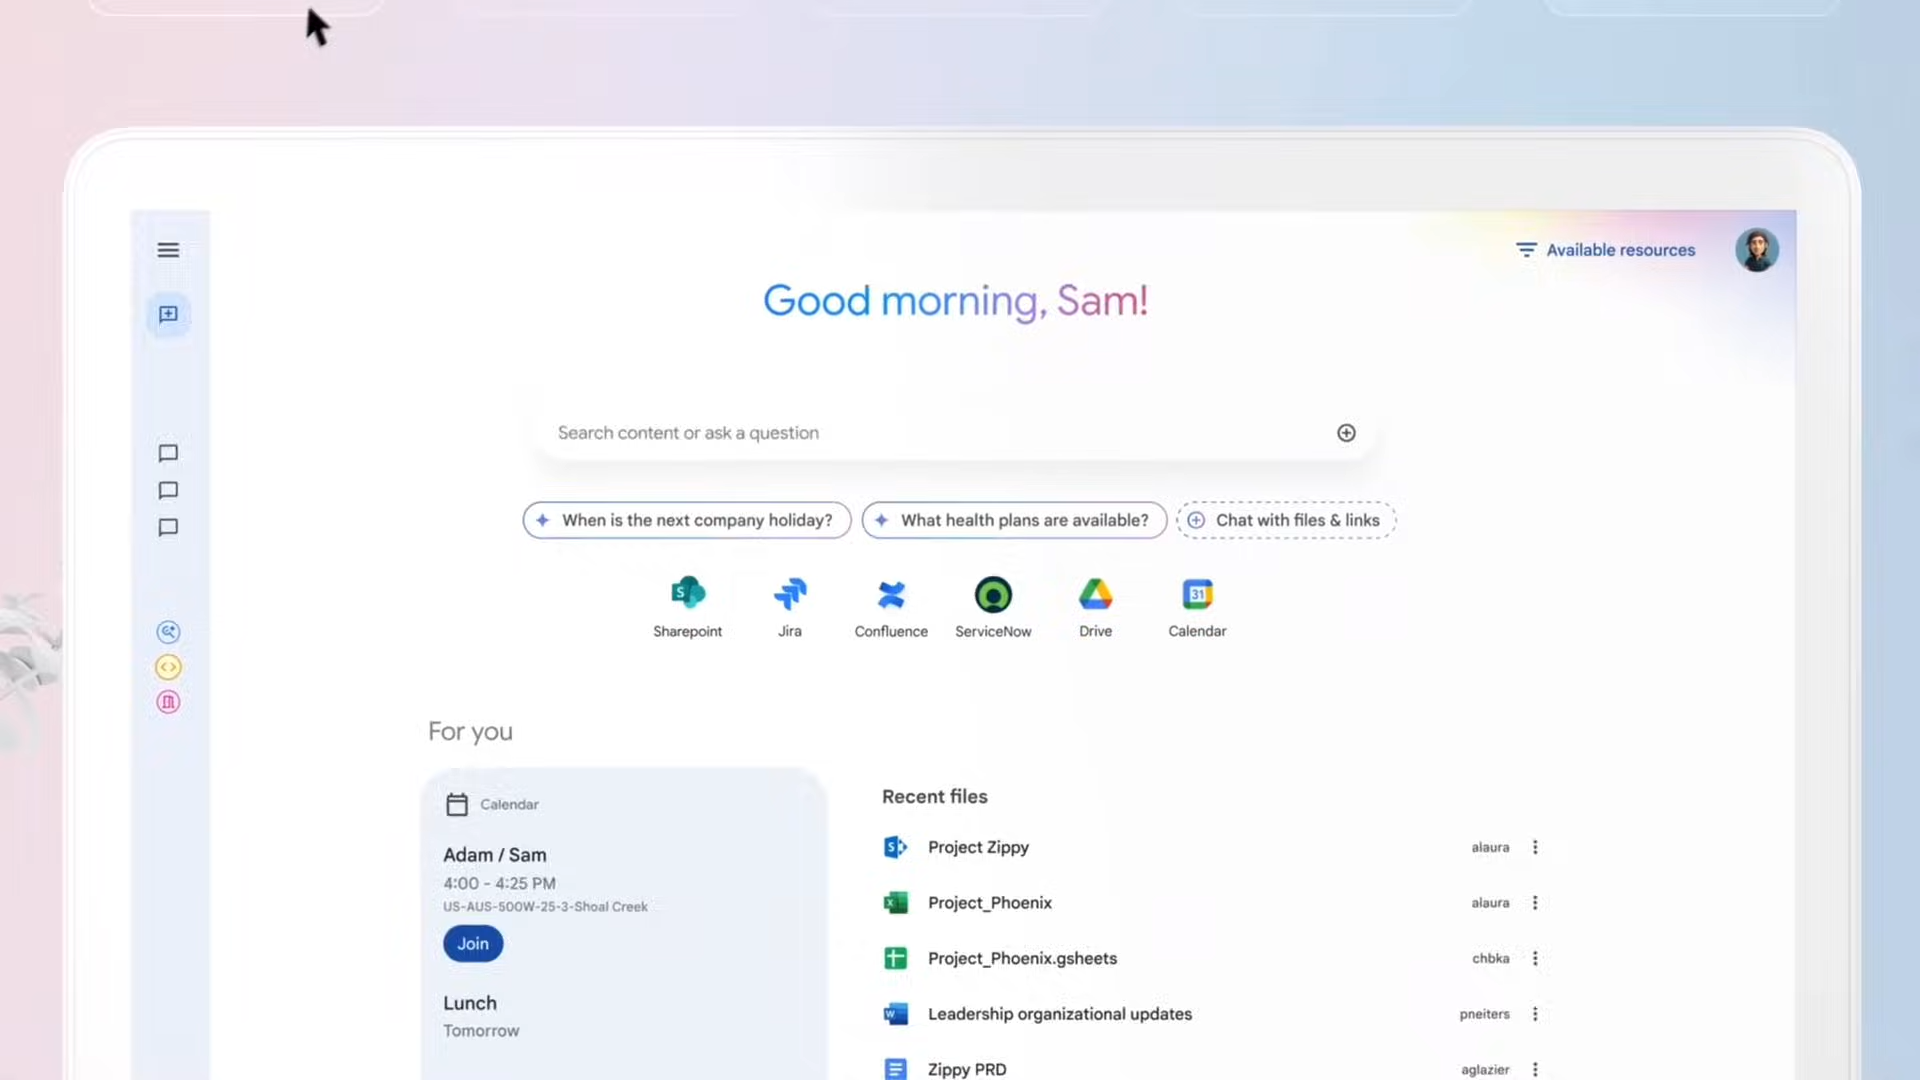 Available resources
Good morning, Sam!
Search content or ask a question
When is the next company holiday?
What health plans are available?
Chat with files & links
S
31
Sharepoint
Jira
Confluence
ServiceNow
Drive
Calendar
For you
Calendar
Adam / Sam
4:00 - 4:25 PM
US-AUS-500W-25-3-Shoal Creek
Join
Lunch
Tomorrow
Recent files
S
Project Zippy
alaura
X
Project_Phoenix
alaura
Project_Phoenix.gsheets
chbka
W
Leadership organizational updates
pneiters
Zippy PRD
aglazier